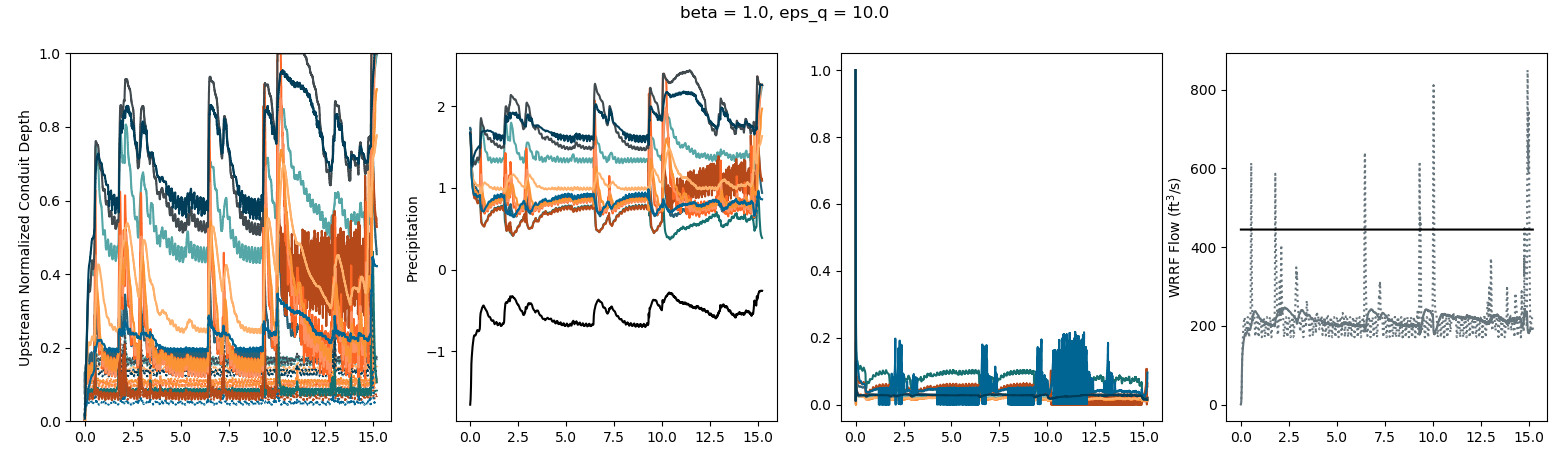 beta = 1.0, eps_q = 10.0
Upstream Normalized Conduit Depth
1.0
0.8
0.6
0.4
0.2
0.0
0.0 2.5 5.0 7.5 10.0 12.5 15.0
Precipitation
2
1
0
−1
0.0 2.5 5.0 7.5 10.0 12.5 15.0
1.0
0.8
0.6
0.4
0.2
0.0
0.0 2.5 5.0 7.5 10.0 12.5 15.0
WRRF Flow (ft³/s)
800
600
400
200
0
0.0 2.5 5.0 7.5 10.0 12.5 15.0